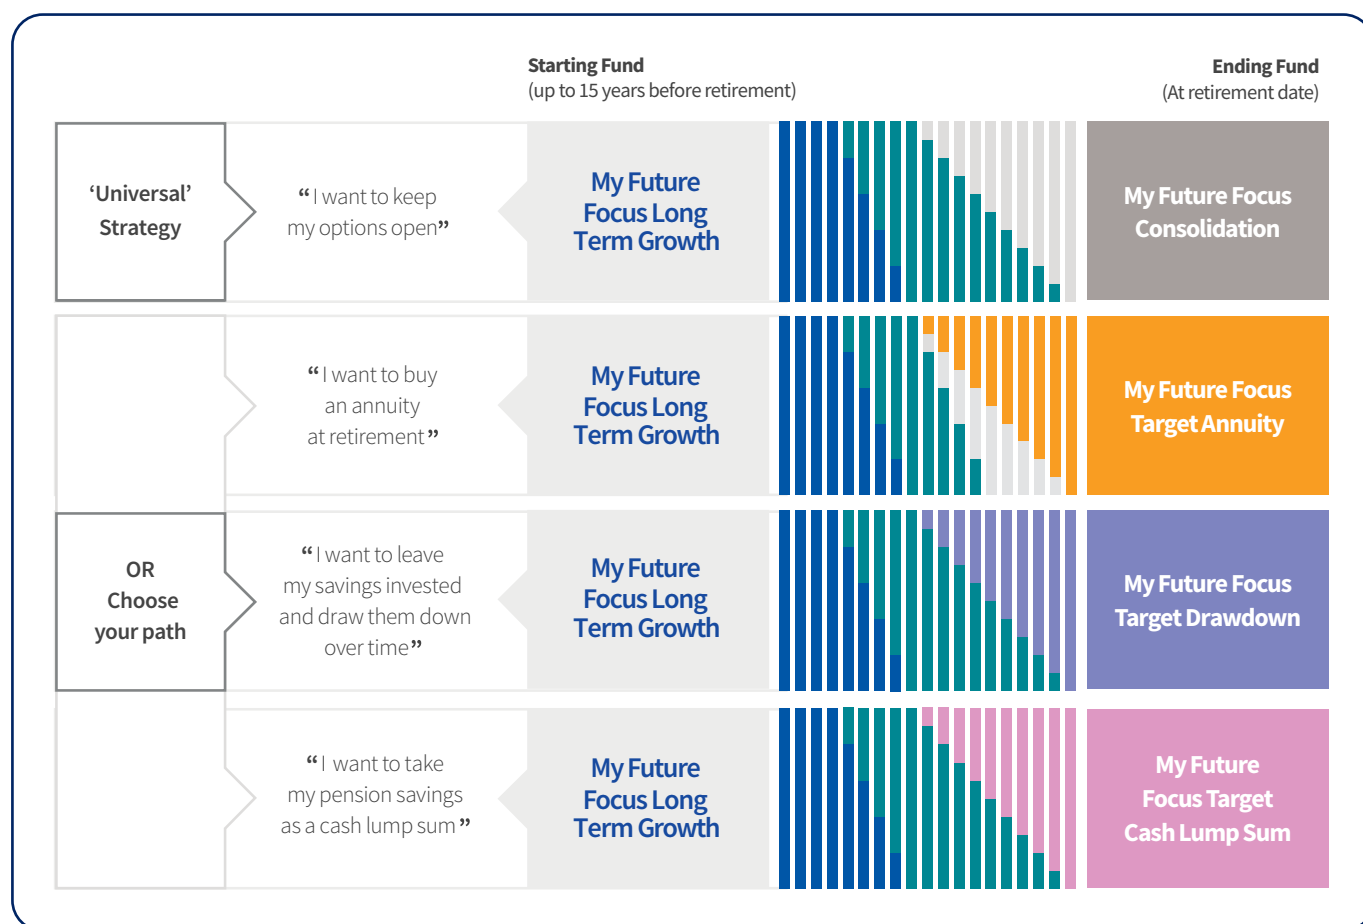 Starting Fund
(up to 15 years before retirement)
Ending Fund
(At retirement date)
‘Universal’
Strategy
“I want to keep
my options open”
My Future
Focus Long
Term Growth
My Future Focus
Consolidation
“I want to buy
an annuity
at retirement”
My Future
Focus Long
Term Growth
My Future Focus
Target Annuity
OR
Choose
your path
“I want to leave
my savings invested
and draw them down
over time”
My Future
Focus Long
Term Growth
My Future Focus
Target Drawdown
“I want to take
my pension savings
as a cash lump sum”
My Future
Focus Long
Term Growth
My Future
Focus Target
Cash Lump Sum